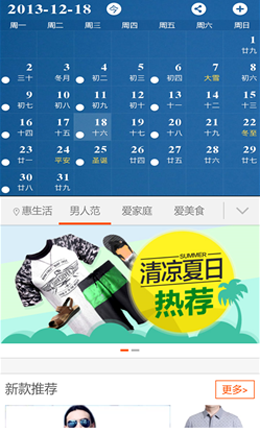 2013-12-18 今
周一 周二 周三 周四 周五 周六 周日
1
廿九
2 3 4 5 6 7 8
三十 冬月 初二 初三 初四 大雪 初六
9 10 11 12 13 14 15
初七 初八 初九 初十 十一 十二 十三
16 17 18 19 20 21 22
十四 十五 十六 十七 十八 十九 冬至
23 24 25 26 27 28 29
廿一 平安 圣诞 廿四 廿五 廿六 廿七
30 31
廿八 廿九
惠生活 男人范 爱家庭 爱美食
SUMMER
清凉夏日
热荐
新款推荐 更多>